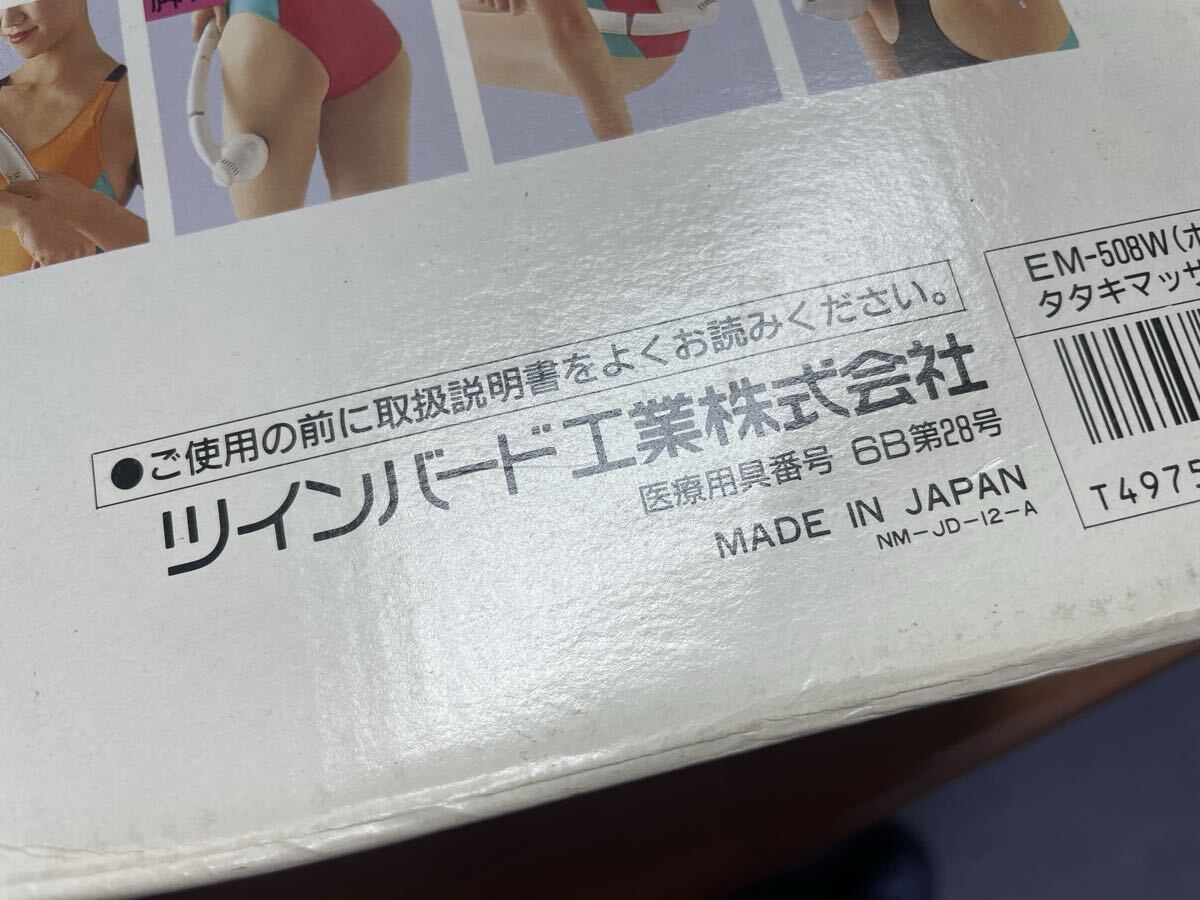 ●ご使用の前に取扱説明書をよくお読みください。
ツインバード工業株式会社
医療用具番号 6B第28号
MADE IN JAPAN
NM-JD-12-A
EM-508W(ホ
タタキマッサ
T4975